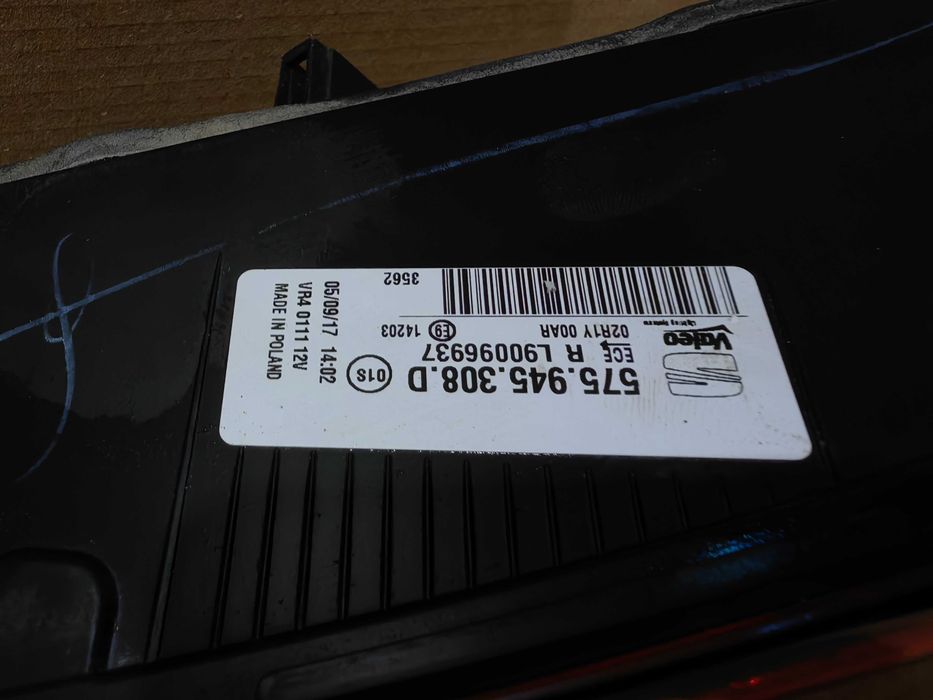 Valeo
575.945.308.D
ECE R L90096937
02R1Y 00AR
E9 14203
01S
3562
05/09/17 14:02
VR4 0111 12V
MADE IN POLAND